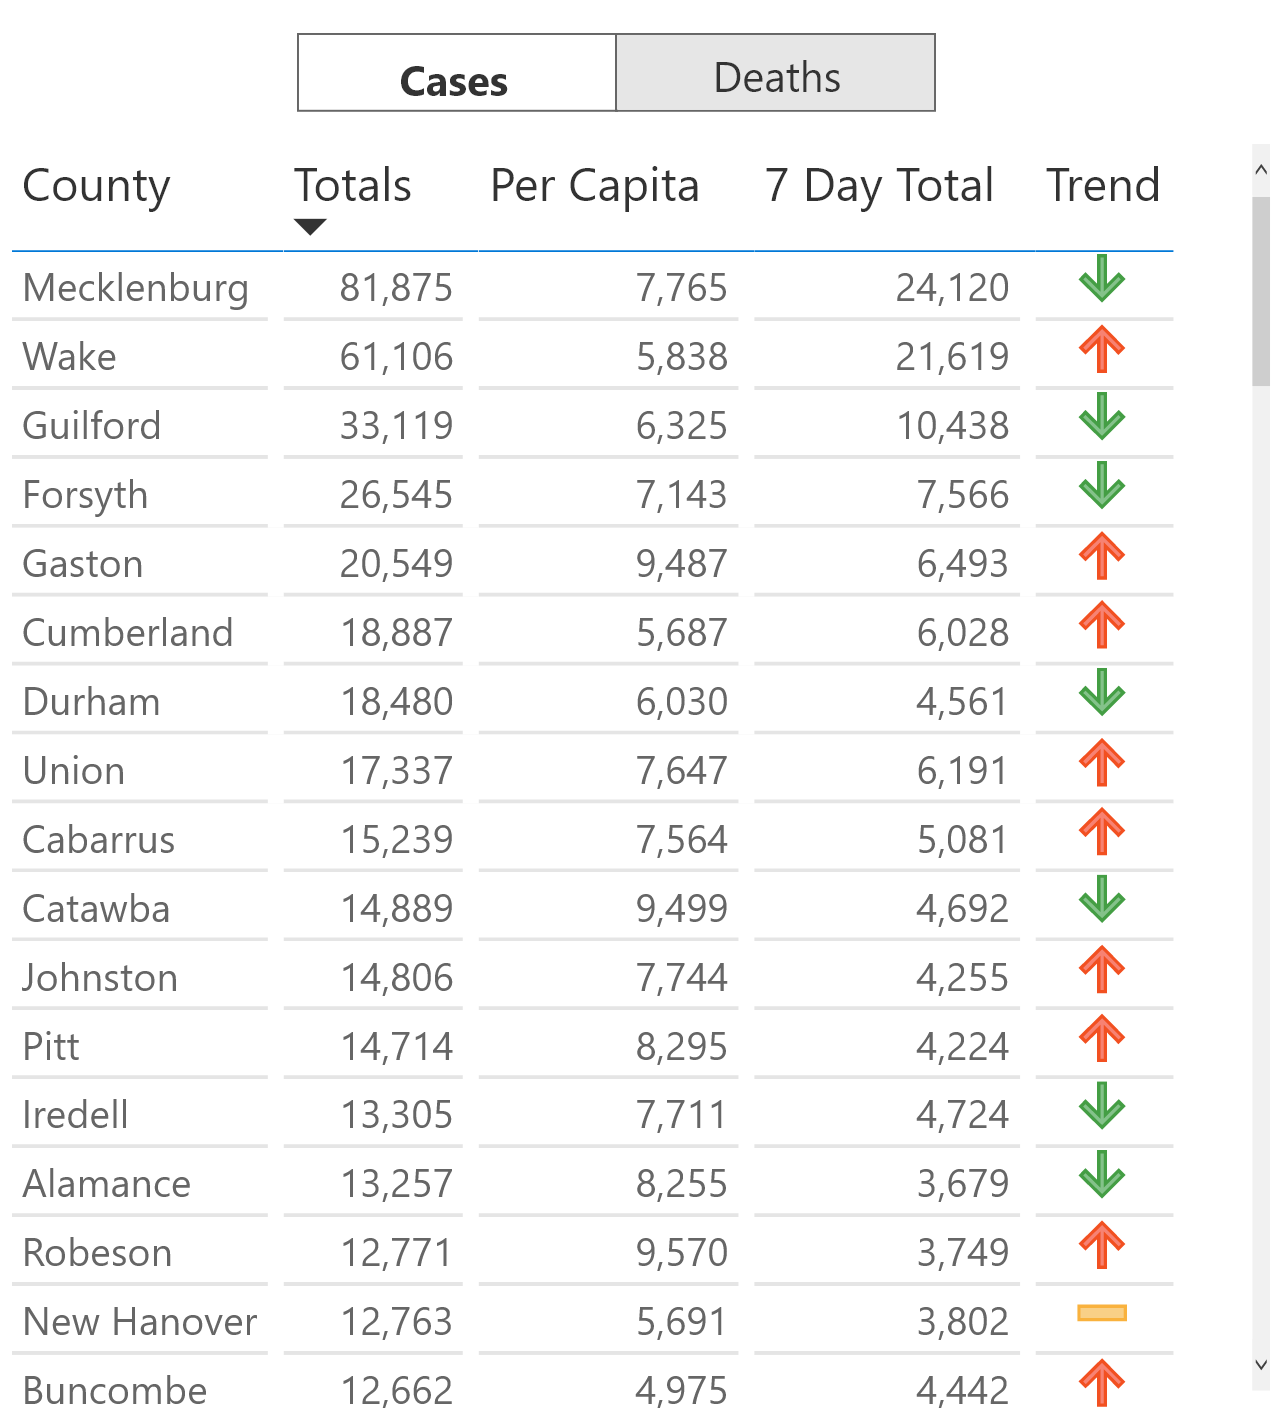 Cases Deaths
County Totals Per Capita 7 Day Total Trend
Mecklenburg 81,875 7,765 24,120
Wake 61,106 5,838 21,619
Guilford 33,119 6,325 10,438
Forsyth 26,545 7,143 7,566
Gaston 20,549 9,487 6,493
Cumberland 18,887 5,687 6,028
Durham 18,480 6,030 4,561
Union 17,337 7,647 6,191
Cabarrus 15,239 7,564 5,081
Catawba 14,889 9,499 4,692
Johnston 14,806 7,744 4,255
Pitt 14,714 8,295 4,224
Iredell 13,305 7,711 4,724
Alamance 13,257 8,255 3,679
Robeson 12,771 9,570 3,749
New Hanover 12,763 5,691 3,802
Buncombe 12,662 4,975 4,442